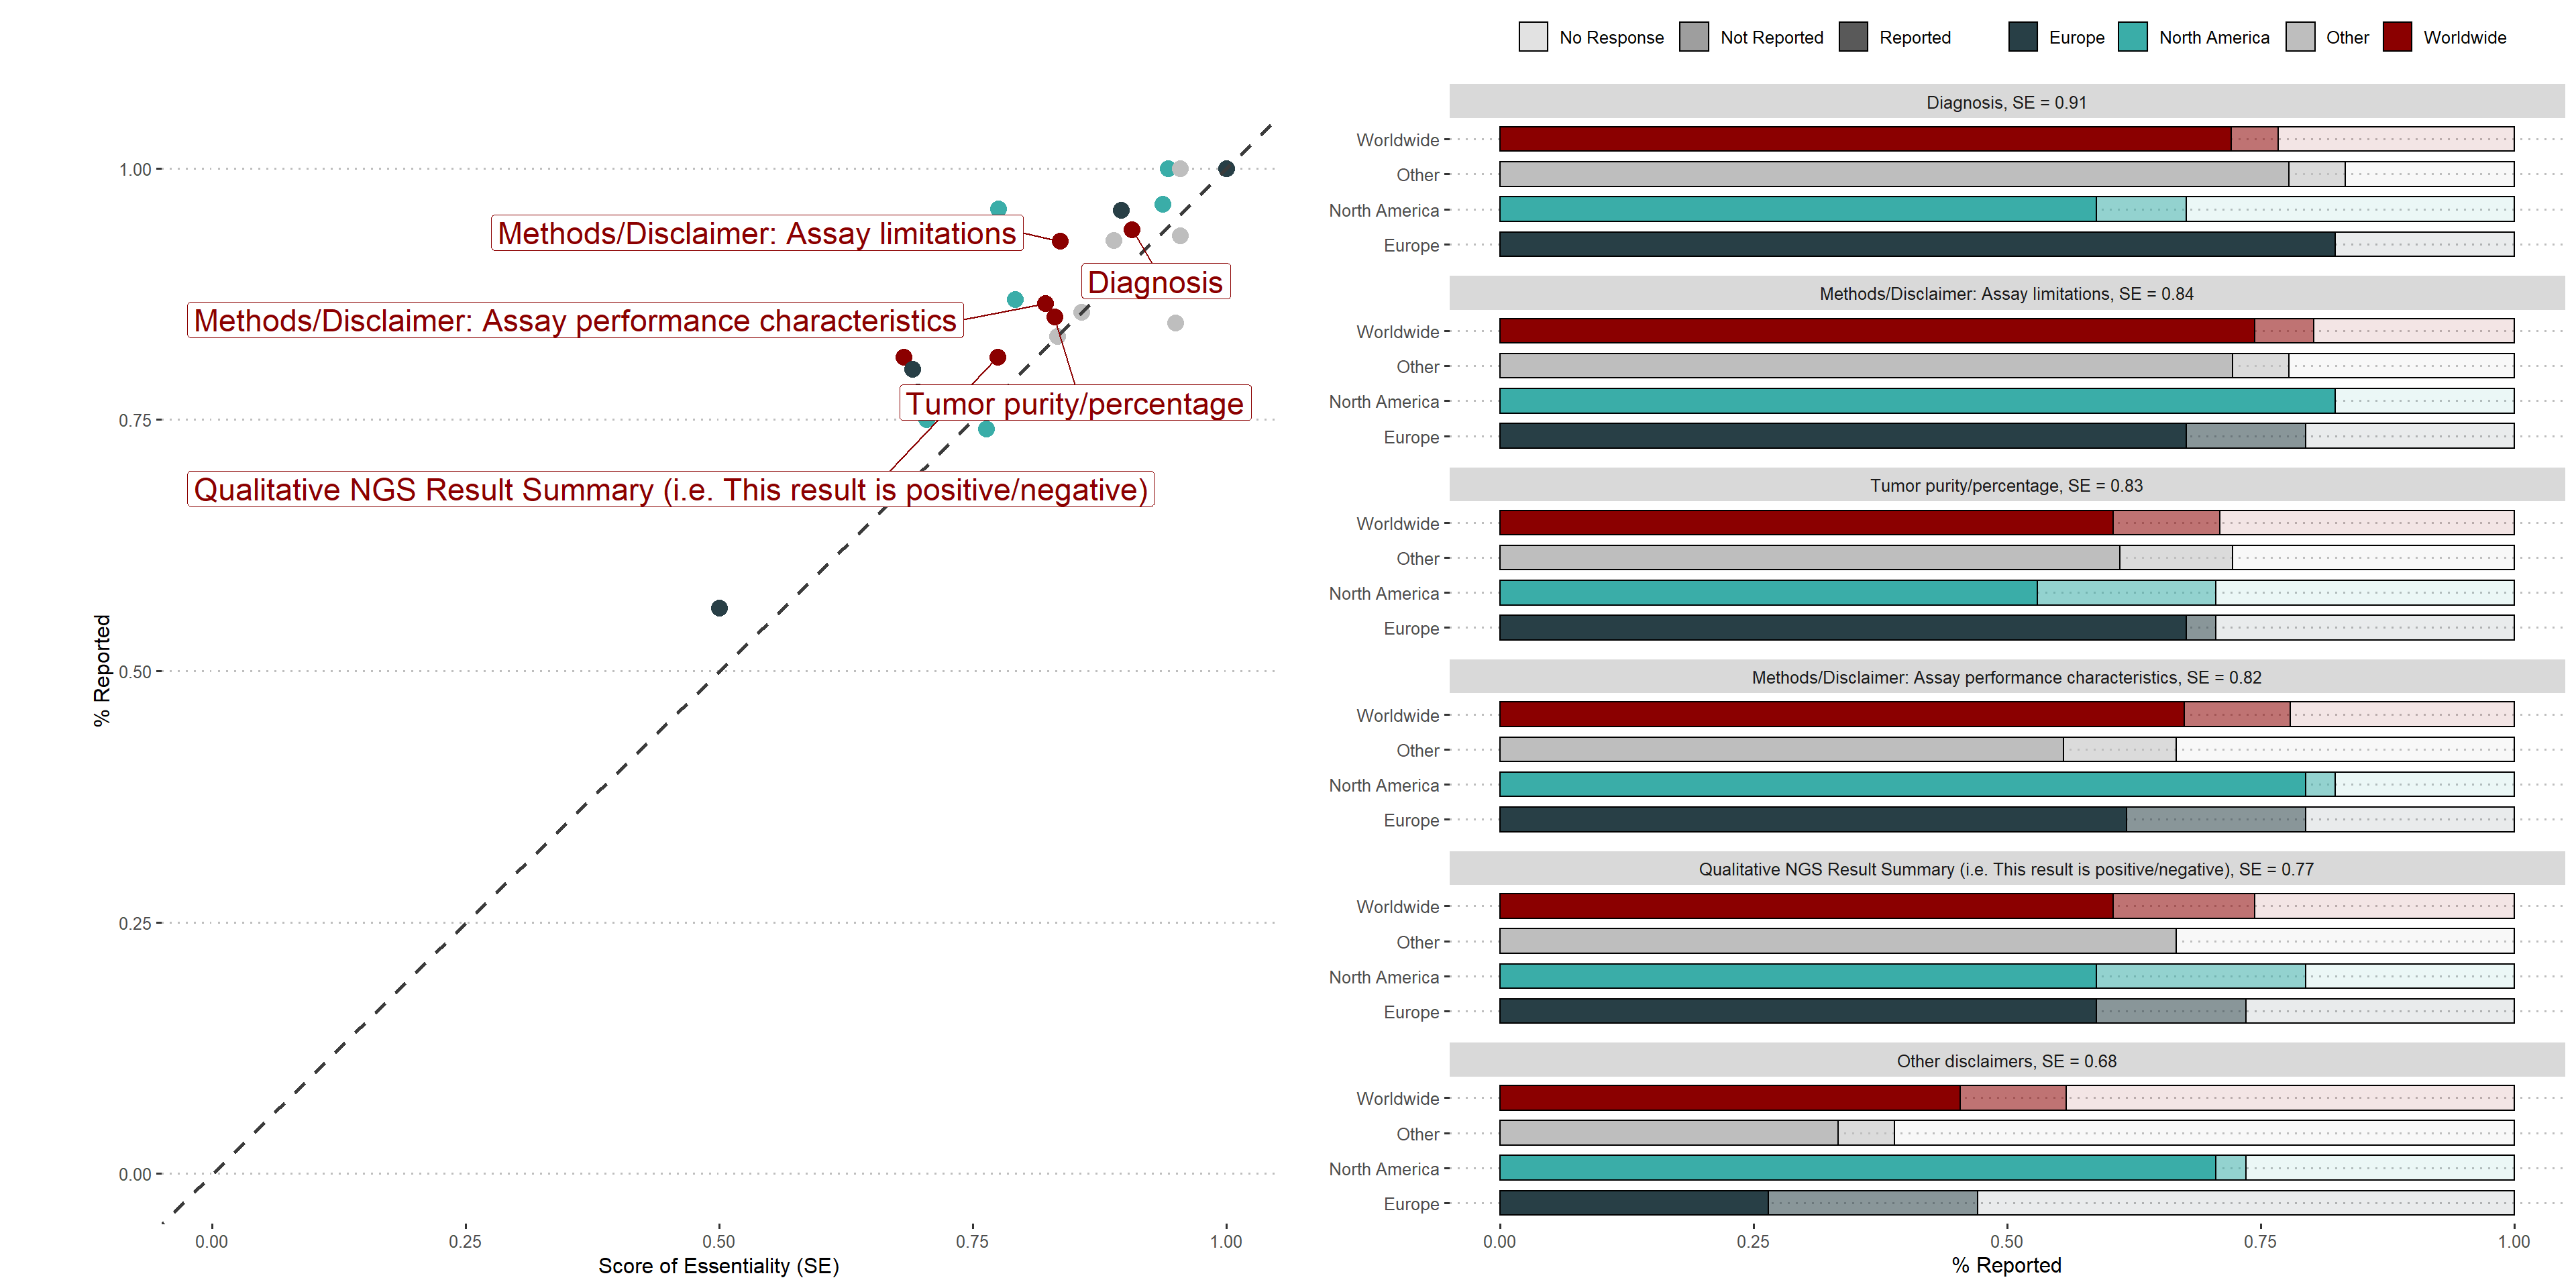 No Response
Not Reported
Reported
Europe
North America
Other
Worldwide
1.00
0.75
0.50
0.25
0.00
% Reported
Methods/Disclaimer: Assay limitations
Diagnosis
Methods/Disclaimer: Assay performance characteristics
Tumor purity/percentage
Qualitative NGS Result Summary (i.e. This result is positive/negative)
0.00
0.25
0.50
0.75
1.00
Score of Essentiality (SE)
Diagnosis, SE = 0.91
Worldwide
Other
North America
Europe
Methods/Disclaimer: Assay limitations, SE = 0.84
Worldwide
Other
North America
Europe
Tumor purity/percentage, SE = 0.83
Worldwide
Other
North America
Europe
Methods/Disclaimer: Assay performance characteristics, SE = 0.82
Worldwide
Other
North America
Europe
Qualitative NGS Result Summary (i.e. This result is positive/negative), SE = 0.77
Worldwide
Other
North America
Europe
Other disclaimers, SE = 0.68
Worldwide
Other
North America
Europe
0.00
0.25
0.50
0.75
1.00
% Reported